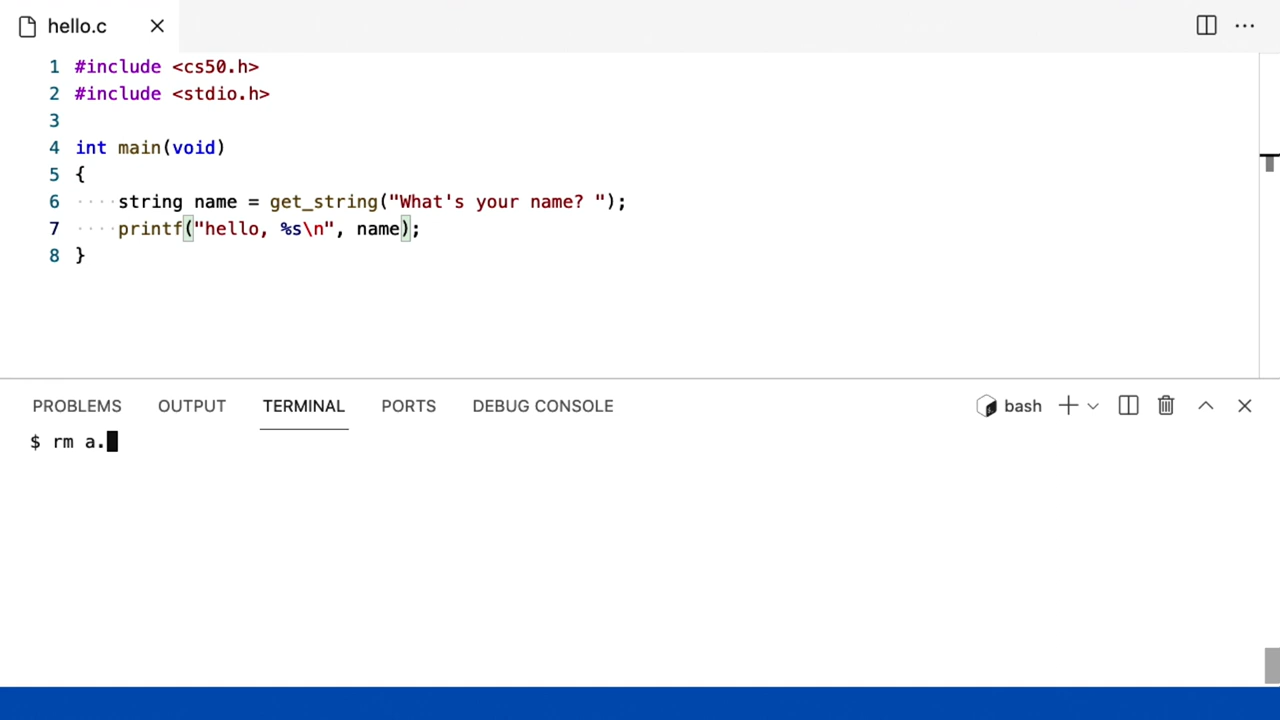 hello.c
1 #include <cs50.h>
2 #include <stdio.h>
3
4 int main(void)
5 {
6 ····string name = get_string("What's your name? ");
7 ····printf("hello, %s\n", name);
8 }
PROBLEMS OUTPUT TERMINAL PORTS DEBUG CONSOLE bash
$ rm a.